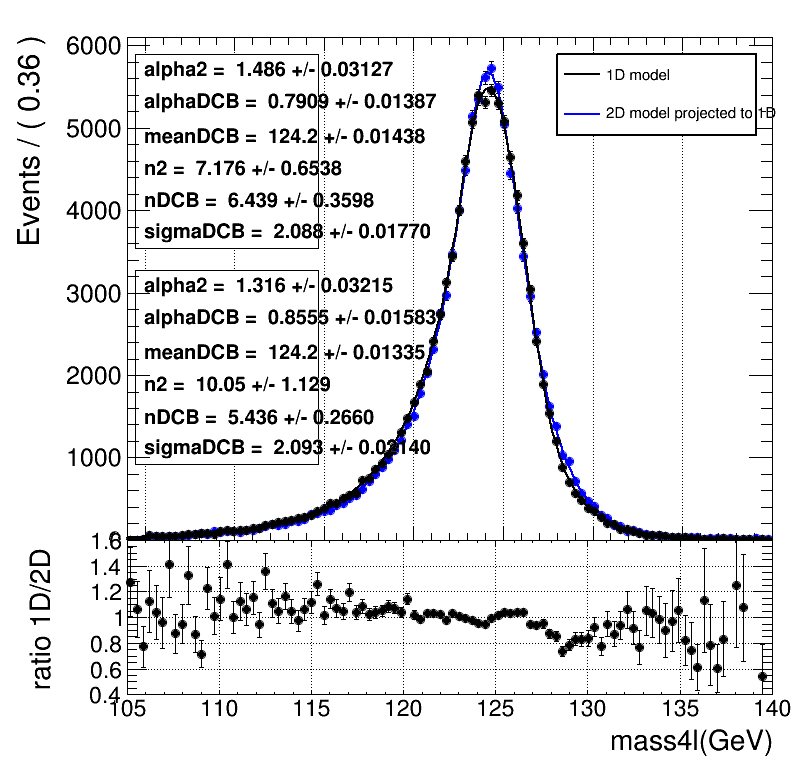 Events / ( 0.36 )
6000
5000
4000
3000
2000
1000
0
alpha2 = 1.486 +/- 0.03127
alphaDCB = 0.7909 +/- 0.01387
meanDCB = 124.2 +/- 0.01438
n2 = 7.176 +/- 0.6538
nDCB = 6.439 +/- 0.3598
sigmaDCB = 2.088 +/- 0.01770
alpha2 = 1.316 +/- 0.03215
alphaDCB = 0.8555 +/- 0.01583
meanDCB = 124.2 +/- 0.01335
n2 = 10.05 +/- 1.129
nDCB = 5.436 +/- 0.2660
sigmaDCB = 2.093 +/-
1D model
2D model projected to 1D
ratio 1D/2D
1.6
1.4
1.2
1
0.8
0.6
0.4
105 110 115 120 125 130 135 140
mass4l(GeV)